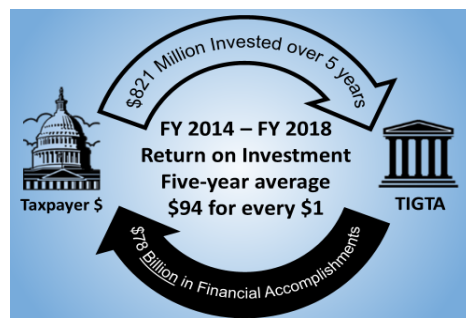 $821 Million Invested over 5 years
FY 2014 – FY 2018
Return on Investment
Five-year average
$94 for every $1
Taxpayer $
TIGTA
$78 Billion in Financial Accomplishments